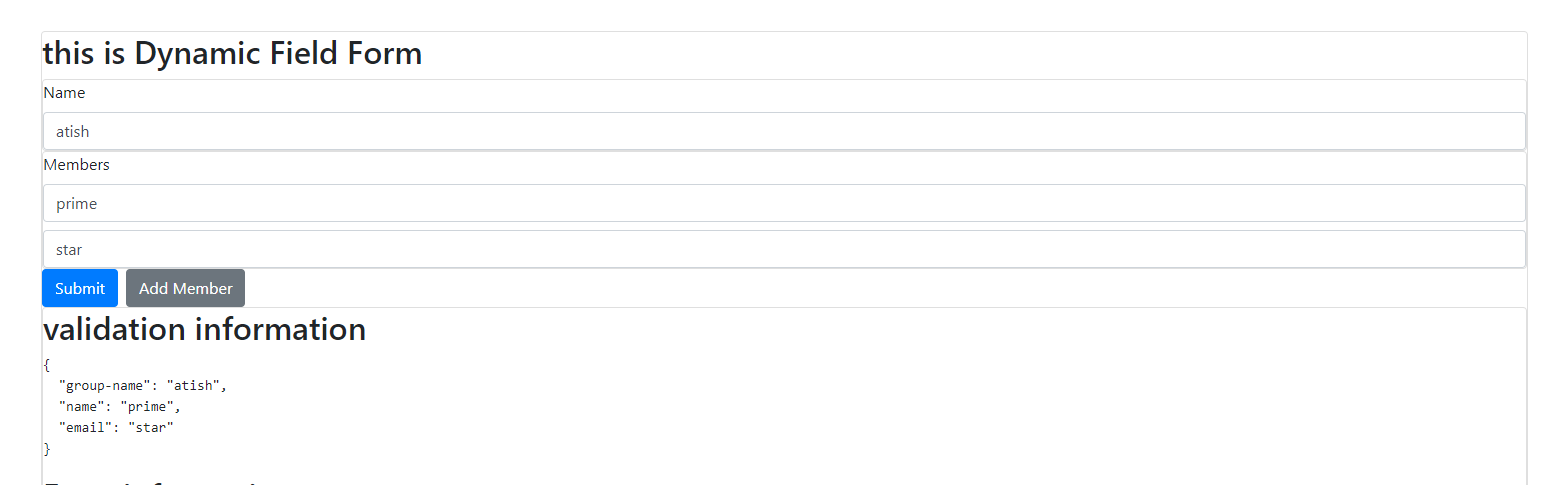 this is Dynamic Field Form
Name
atish
Members
prime
star
Submit Add Member
validation information
{
"group-name": "atish",
"name": "prime",
"email": "star"
}